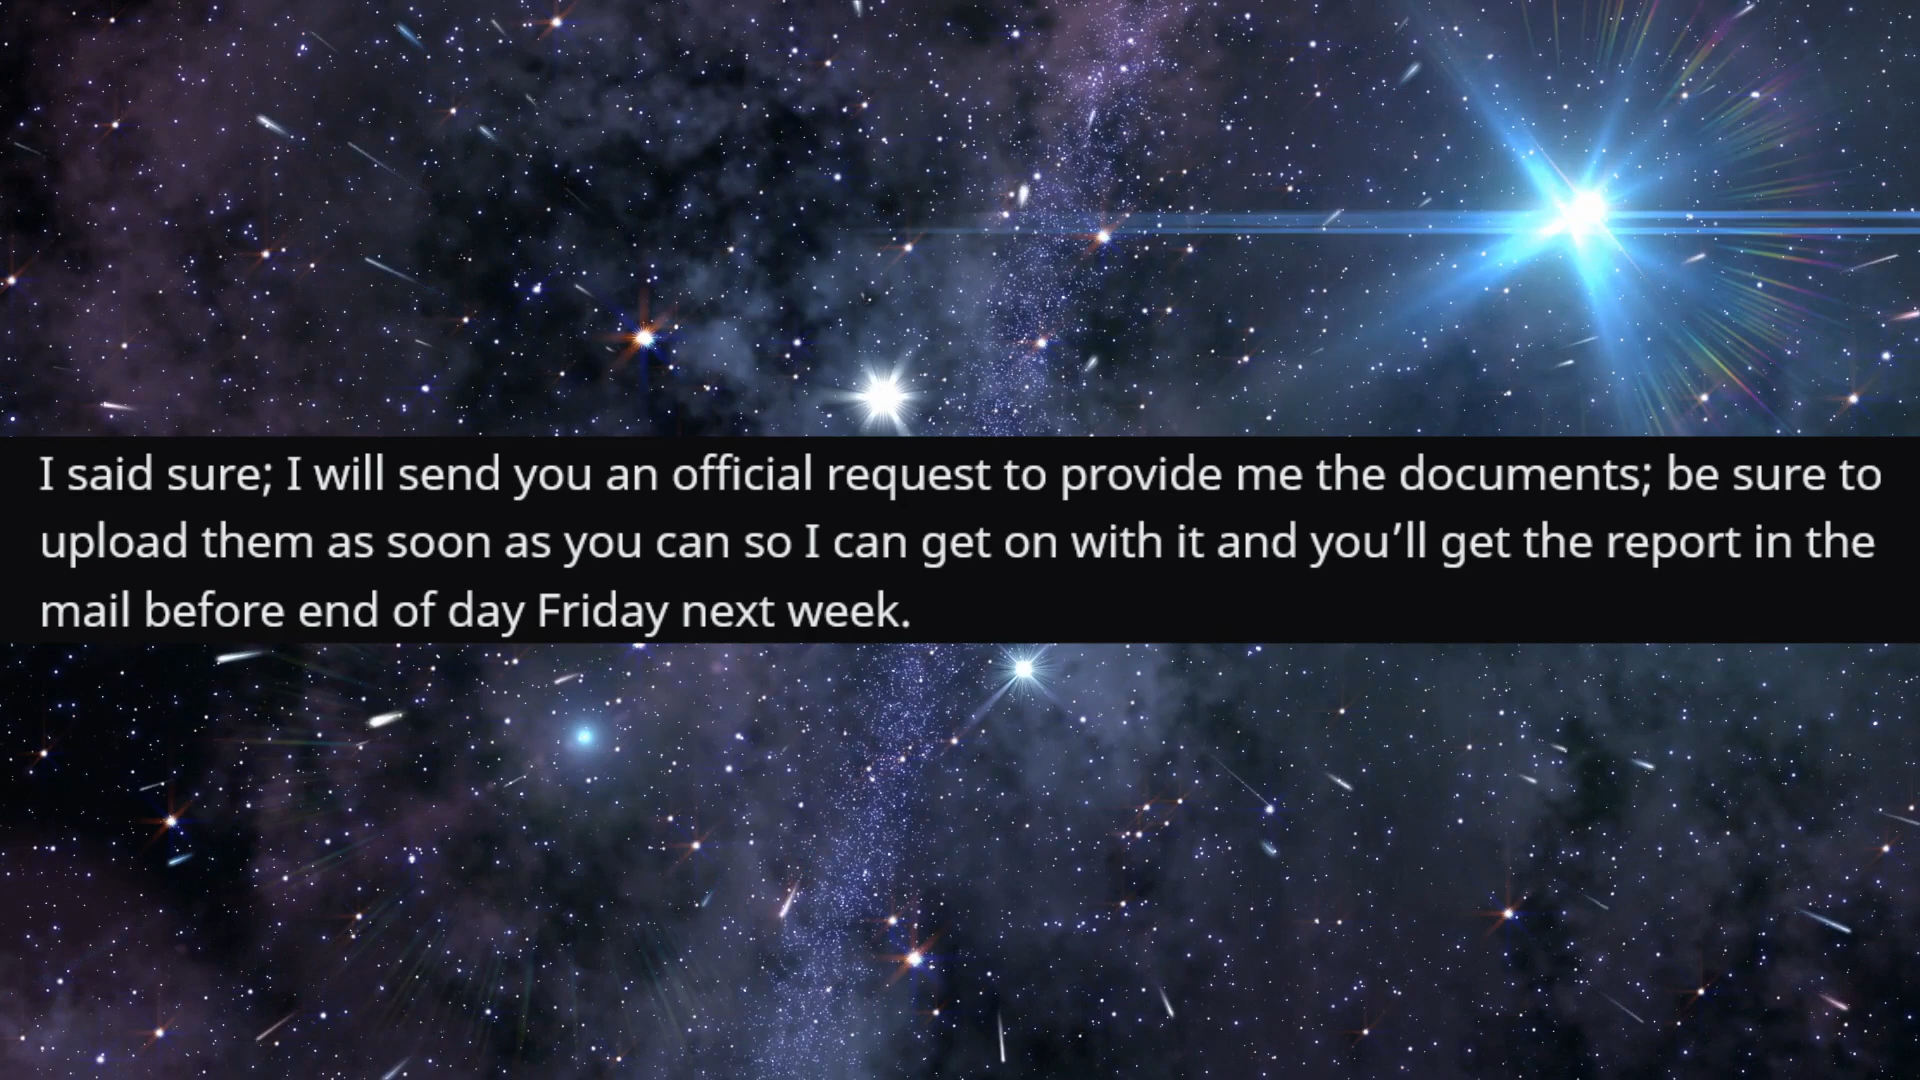 I said sure; I will send you an official request to provide me the documents; be sure to
upload them as soon as you can so I can get on with it and you’ll get the report in the
mail before end of day Friday next week.